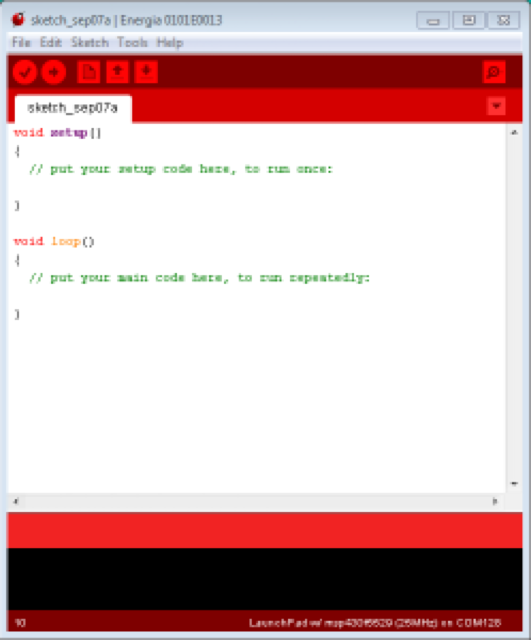 sketch_sep07a | Energia 0101E0013
File Edit Sketch Tools Help
sketch_sep07a
void setup()
{
// put your setup code here, to run once:
}
void loop()
{
// put your main code here, to run repeatedly:
}
10
LaunchPad w/ msp430f5529 (25MHz) on COM128